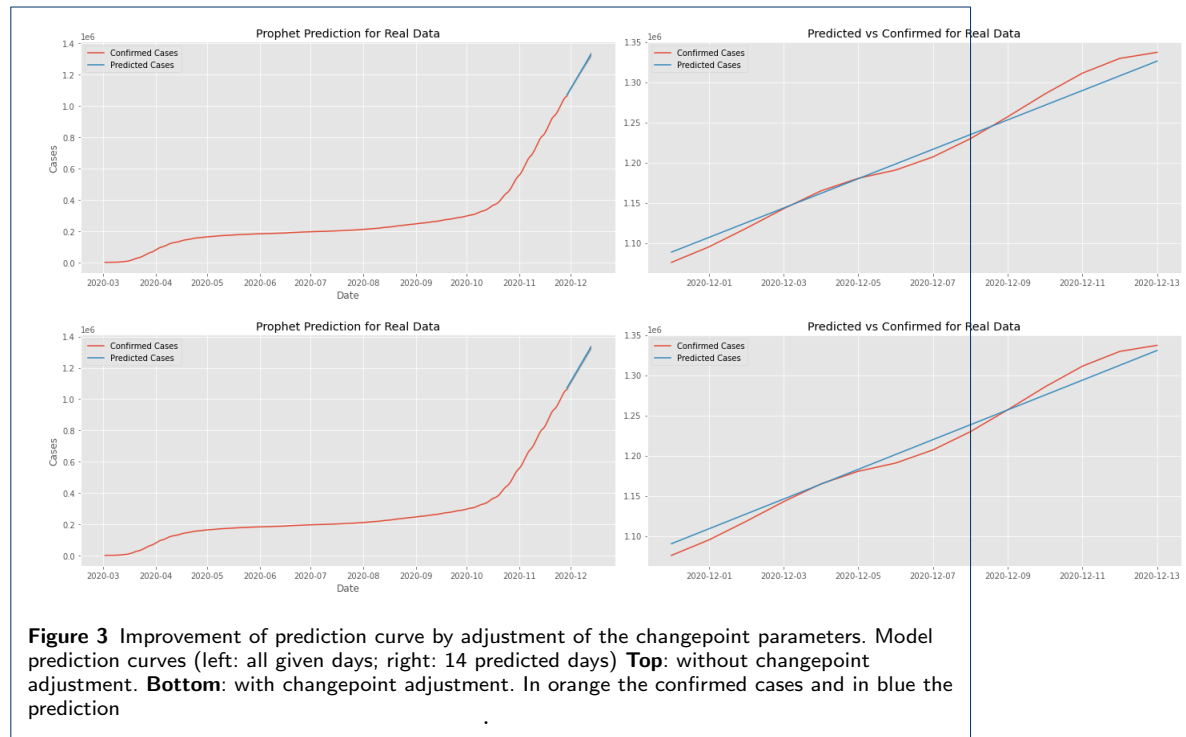 Prophet Prediction for Real Data
1e6
Confirmed Cases
Predicted Cases
1.4
1.2
1.0
0.8
0.6
0.4
0.2
0.0
Cases
2020-03 2020-04 2020-05 2020-06 2020-07 2020-08 2020-09 2020-10 2020-11 2020-12
Date
Predicted vs Confirmed for Real Data
1e6
Confirmed Cases
Predicted Cases
1.35
1.30
1.25
1.20
1.15
1.10
2020-12-01 2020-12-03 2020-12-05 2020-12-07 2020-12-09 2020-12-11 2020-12-13
Prophet Prediction for Real Data
1e6
Confirmed Cases
Predicted Cases
1.4
1.2
1.0
0.8
0.6
0.4
0.2
0.0
Cases
2020-03 2020-04 2020-05 2020-06 2020-07 2020-08 2020-09 2020-10 2020-11 2020-12
Date
Predicted vs Confirmed for Real Data
1e6
Confirmed Cases
Predicted Cases
1.35
1.30
1.25
1.20
1.15
1.10
2020-12-01 2020-12-03 2020-12-05 2020-12-07 2020-12-09 2020-12-11 2020-12-13
Figure 3 Improvement of prediction curve by adjustment of the changepoint parameters. Model
prediction curves (left: all given days; right: 14 predicted days) Top: without changepoint
adjustment. Bottom: with changepoint adjustment. In orange the confirmed cases and in blue the
prediction
.